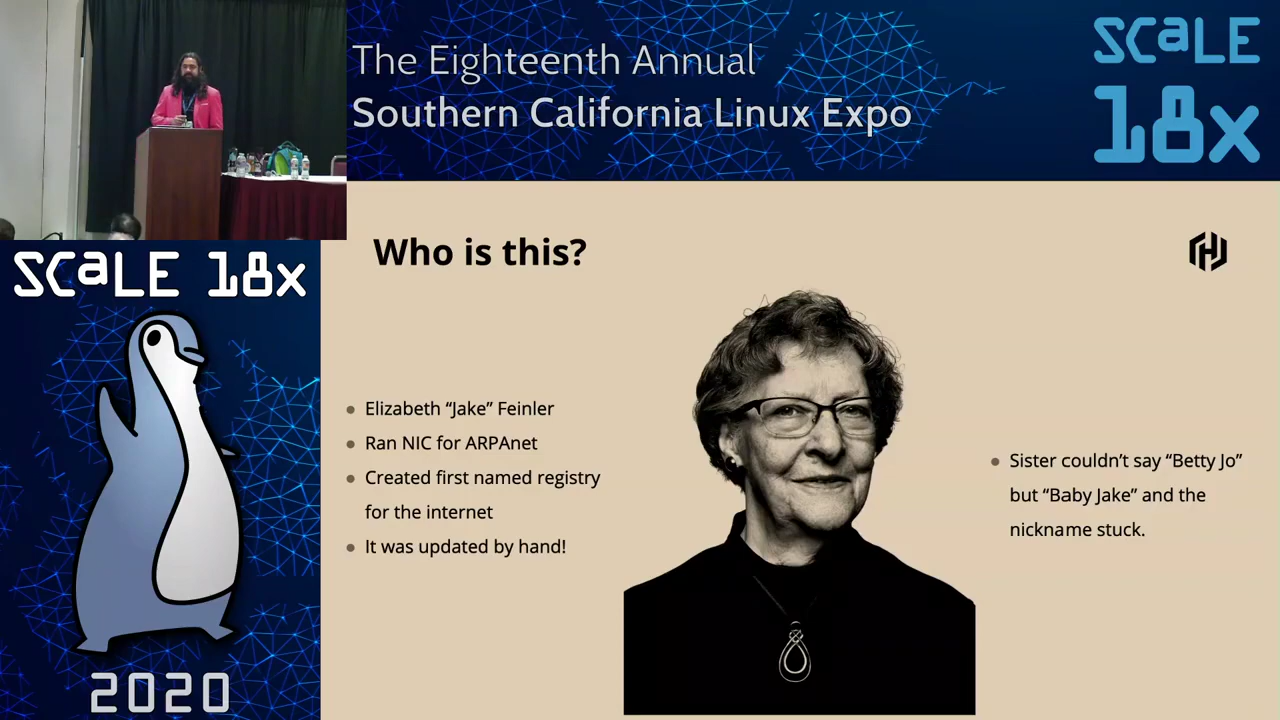 The Eighteenth Annual
Southern California Linux Expo
SCaLE
18x
SCaLE 18x
2020
Who is this?
Elizabeth “Jake” Feinler
Ran NIC for ARPAnet
Created first named registry
for the internet
It was updated by hand!
Sister couldn’t say “Betty Jo”
but “Baby Jake” and the
nickname stuck.